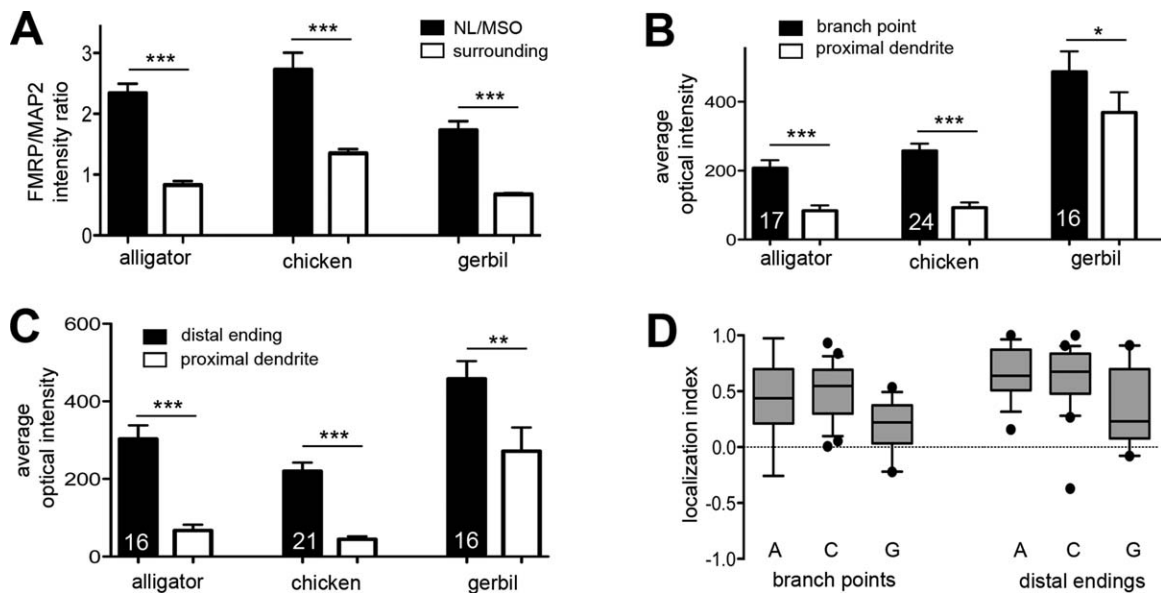 A
FMRP/MAP2
intensity ratio
3
2
1
0
NL/MSO
surrounding
***
***
***
alligator
chicken
gerbil
B
average
optical intensity
400
200
0
branch point
proximal dendrite
***
***
*
17
24
16
alligator
chicken
gerbil
C
average
optical intensity
600
400
200
0
distal ending
proximal dendrite
***
***
**
16
21
16
alligator
chicken
gerbil
D
localization index
1.0
0.5
0.0
-0.5
-1.0
A C G
A C G
branch points
distal endings